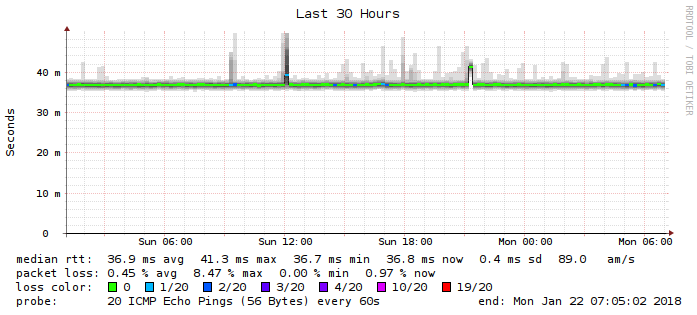 Last 30 Hours
RRDTOOL / TOBI OETIKER
Seconds
40 m
30 m
20 m
10 m
0
Sun 06:00 Sun 12:00 Sun 18:00 Mon 00:00 Mon 06:00
median rtt: 36.9 ms avg 41.3 ms max 36.7 ms min 36.8 ms now 0.4 ms sd 89.0 am/s
packet loss: 0.45 % avg 8.47 % max 0.00 % min 0.97 % now
loss color: 0 1/20 2/20 3/20 4/20 10/20 19/20
probe: 20 ICMP Echo Pings (56 Bytes) every 60s end: Mon Jan 22 07:05:02 2018